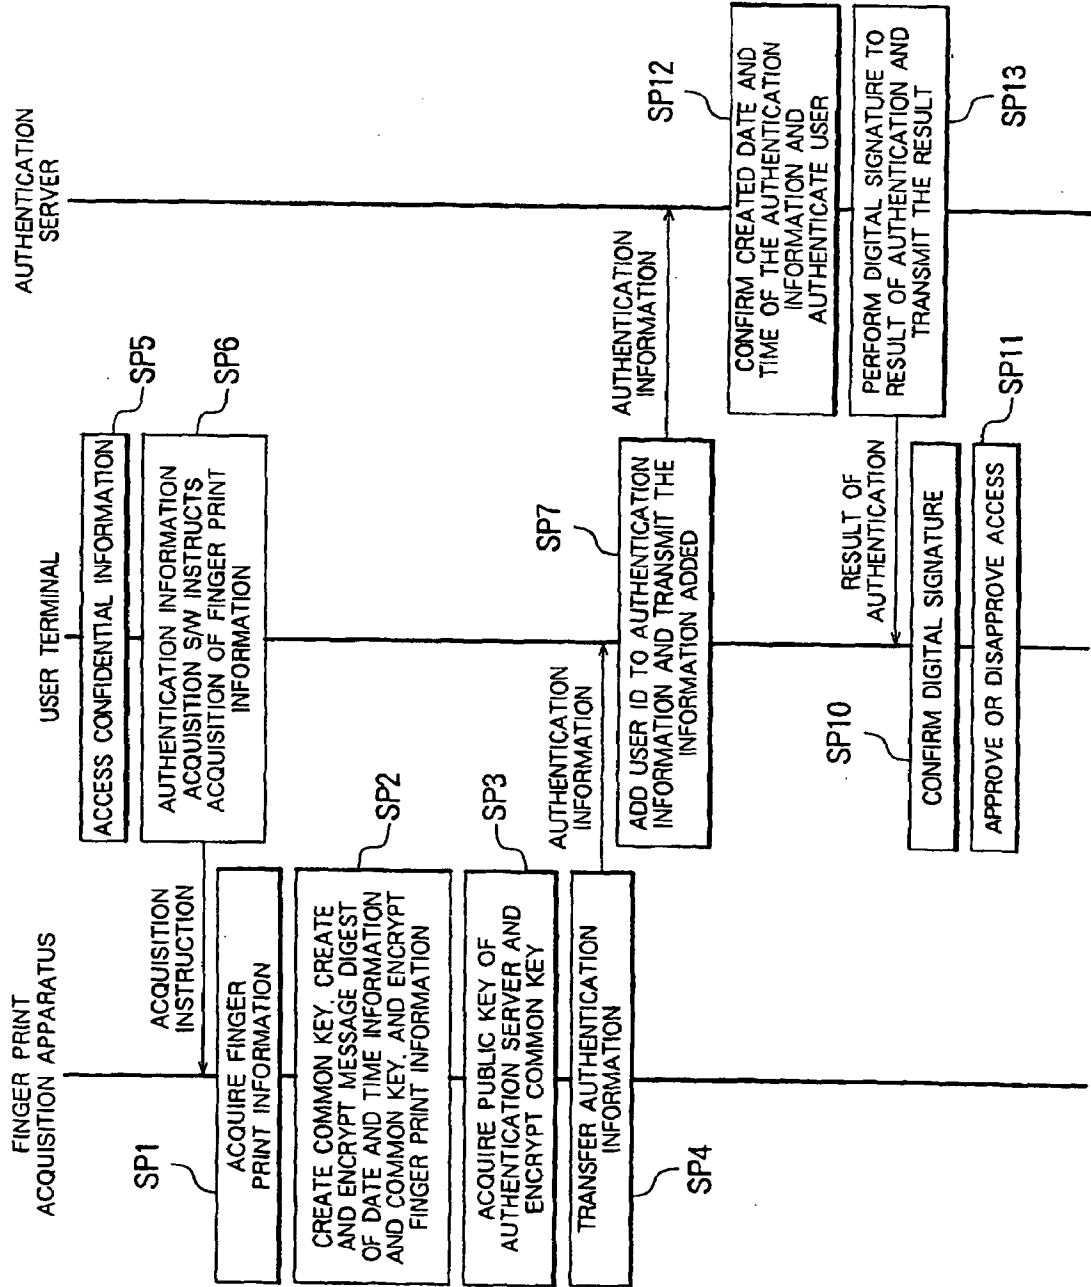 FINGER PRINT
ACQUISITION APPARATUS
USER TERMINAL
AUTHENTICATION
SERVER
ACCESS CONFIDENTIAL INFORMATION
SP5
AUTHENTICATION INFORMATION
ACQUISITION S/W INSTRUCTS
ACQUISITION OF FINGER PRINT
INFORMATION
SP6
ACQUISITION
INSTRUCTION
SP1
ACQUIRE FINGER
PRINT INFORMATION
CREATE COMMON KEY, CREATE
AND ENCRYPT MESSAGE DIGEST
OF DATE AND TIME INFORMATION
AND COMMON KEY, AND ENCRYPT
FINGER PRINT INFORMATION
SP2
ACQUIRE PUBLIC KEY OF
AUTHENTICATION SERVER AND
ENCRYPT COMMON KEY
SP3
TRANSFER AUTHENTICATION
INFORMATION
SP4
AUTHENTICATION
INFORMATION
SP7
ADD USER ID TO AUTHENTICATION
INFORMATION AND TRANSMIT THE
INFORMATION ADDED
AUTHENTICATION
INFORMATION
CONFIRM CREATED DATE AND
TIME OF THE AUTHENTICATION
INFORMATION AND
AUTHENTICATE USER
SP12
PERFORM DIGITAL SIGNATURE TO
RESULT OF AUTHENTICATION AND
TRANSMIT THE RESULT
SP13
RESULT OF
AUTHENTICATION
SP10
CONFIRM DIGITAL SIGNATURE
APPROVE OR DISAPPROVE ACCESS
SP11